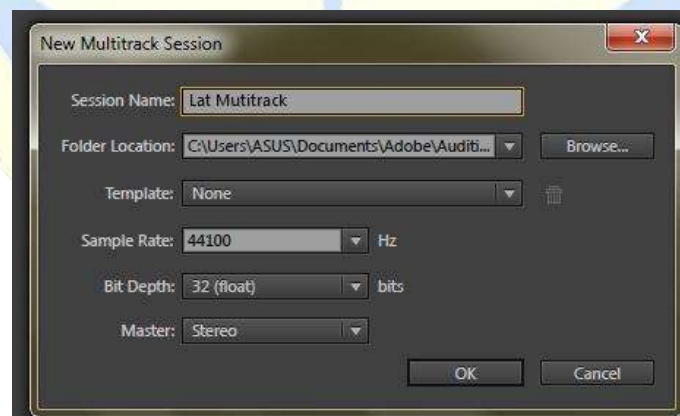 New Multitrack Session
Session Name: Lat Mutitrack
Folder Location: C:\Users\ASUS\Documents\Adobe\Auditi... Browse...
Template: None
Sample Rate: 44100 Hz
Bit Depth: 32 (float) bits
Master: Stereo
OK Cancel